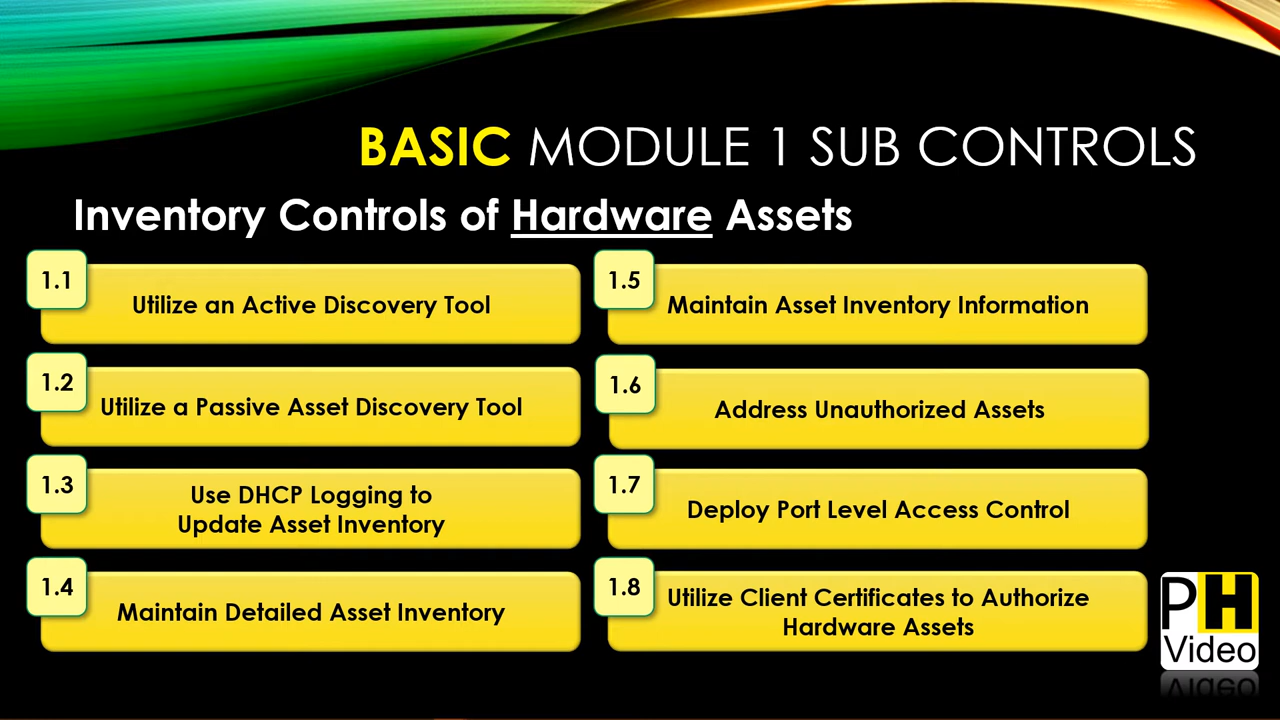 BASIC MODULE 1 SUB CONTROLS
Inventory Controls of Hardware Assets
1.1
Utilize an Active Discovery Tool
1.2
Utilize a Passive Asset Discovery Tool
1.3
Use DHCP Logging to
Update Asset Inventory
1.4
Maintain Detailed Asset Inventory
1.5
Maintain Asset Inventory Information
1.6
Address Unauthorized Assets
1.7
Deploy Port Level Access Control
1.8
Utilize Client Certificates to Authorize
Hardware Assets
PH
Video